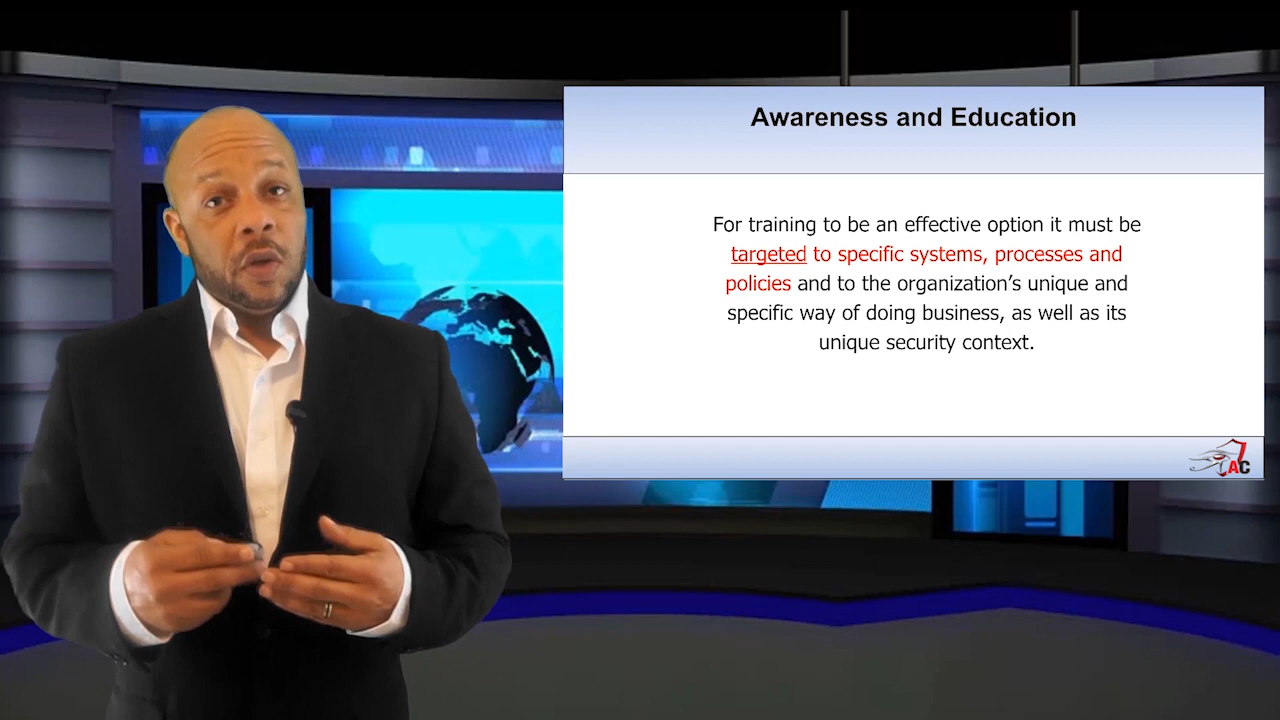 Awareness and Education
For training to be an effective option it must be
targeted to specific systems, processes and
policies and to the organization’s unique and
specific way of doing business, as well as its
unique security context.
AC